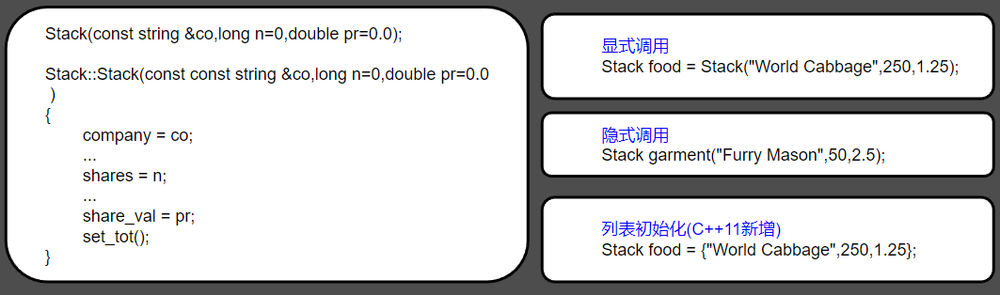 Stack(const string &co,long n=0,double pr=0.0);
Stack::Stack(const const string &co,long n=0,double pr=0.0
)
{
company = co;
...
shares = n;
...
share_val = pr;
set_tot();
}
显式调用
Stack food = Stack("World Cabbage",250,1.25);
隐式调用
Stack garment("Furry Mason",50,2.5);
列表初始化(C++11新增)
Stack food = {"World Cabbage",250,1.25};